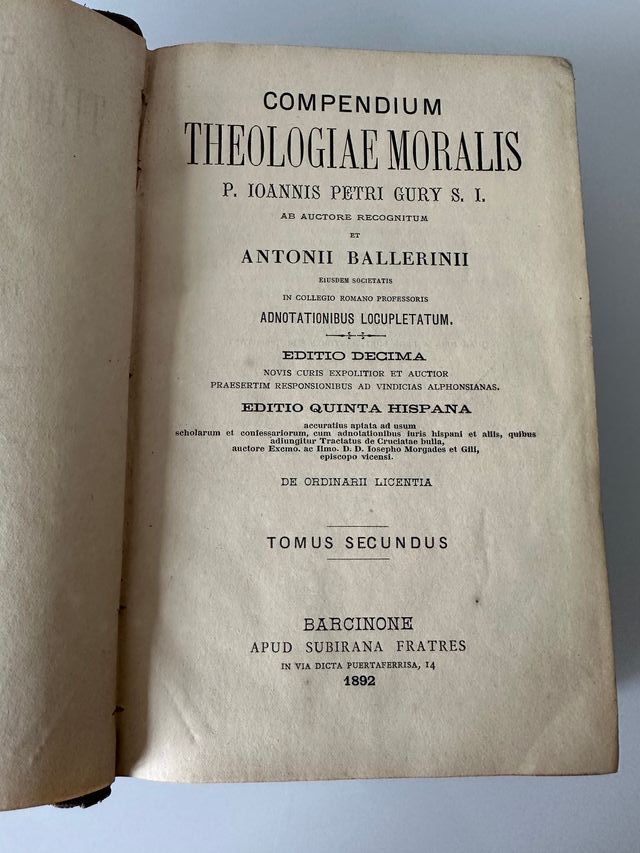 COMPENDIUM
THEOLOGIAE MORALIS
P. IOANNIS PETRI GURY S. I.
AB AUCTORE RECOGNITUM
ET
ANTONII BALLERINII
EIUSDEM SOCIETATIS
IN COLLEGIO ROMANO PROFESSORIS
ADNOTATIONIBUS LOCUPLETATUM.
EDITIO DECIMA
NOVIS CURIS EXPOLITIOR ET AUCTIOR
PRAESERTIM RESPONSIONIBUS AD VINDICIAS ALPHONSIANAS.
EDITIO QUINTA HISPANA
accuratius aptata ad usum
scholarum et confessariorum, cum adnotationibus iuris hispani et aliis, quibus
adiungitur Tractatus de Cruciatae bulla,
auctore Excmo. ac Ilmo. D. D. Iosepho Morgades et Gili,
episcopo vicensi.
DE ORDINARII LICENTIA
TOMUS SECUNDUS
BARCINONE
APUD SUBIRANA FRATRES
IN VIA DICTA PUERTAFERRISA, 14
1892